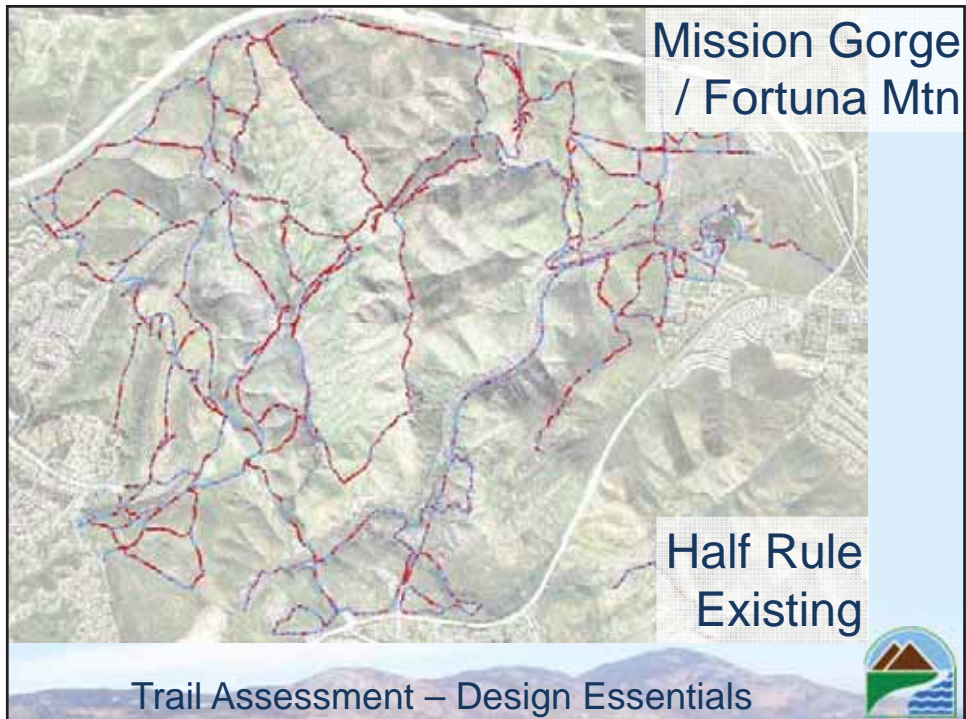 Mission Gorge
/ Fortuna Mtn
Half Rule
Existing
Trail Assessment – Design Essentials